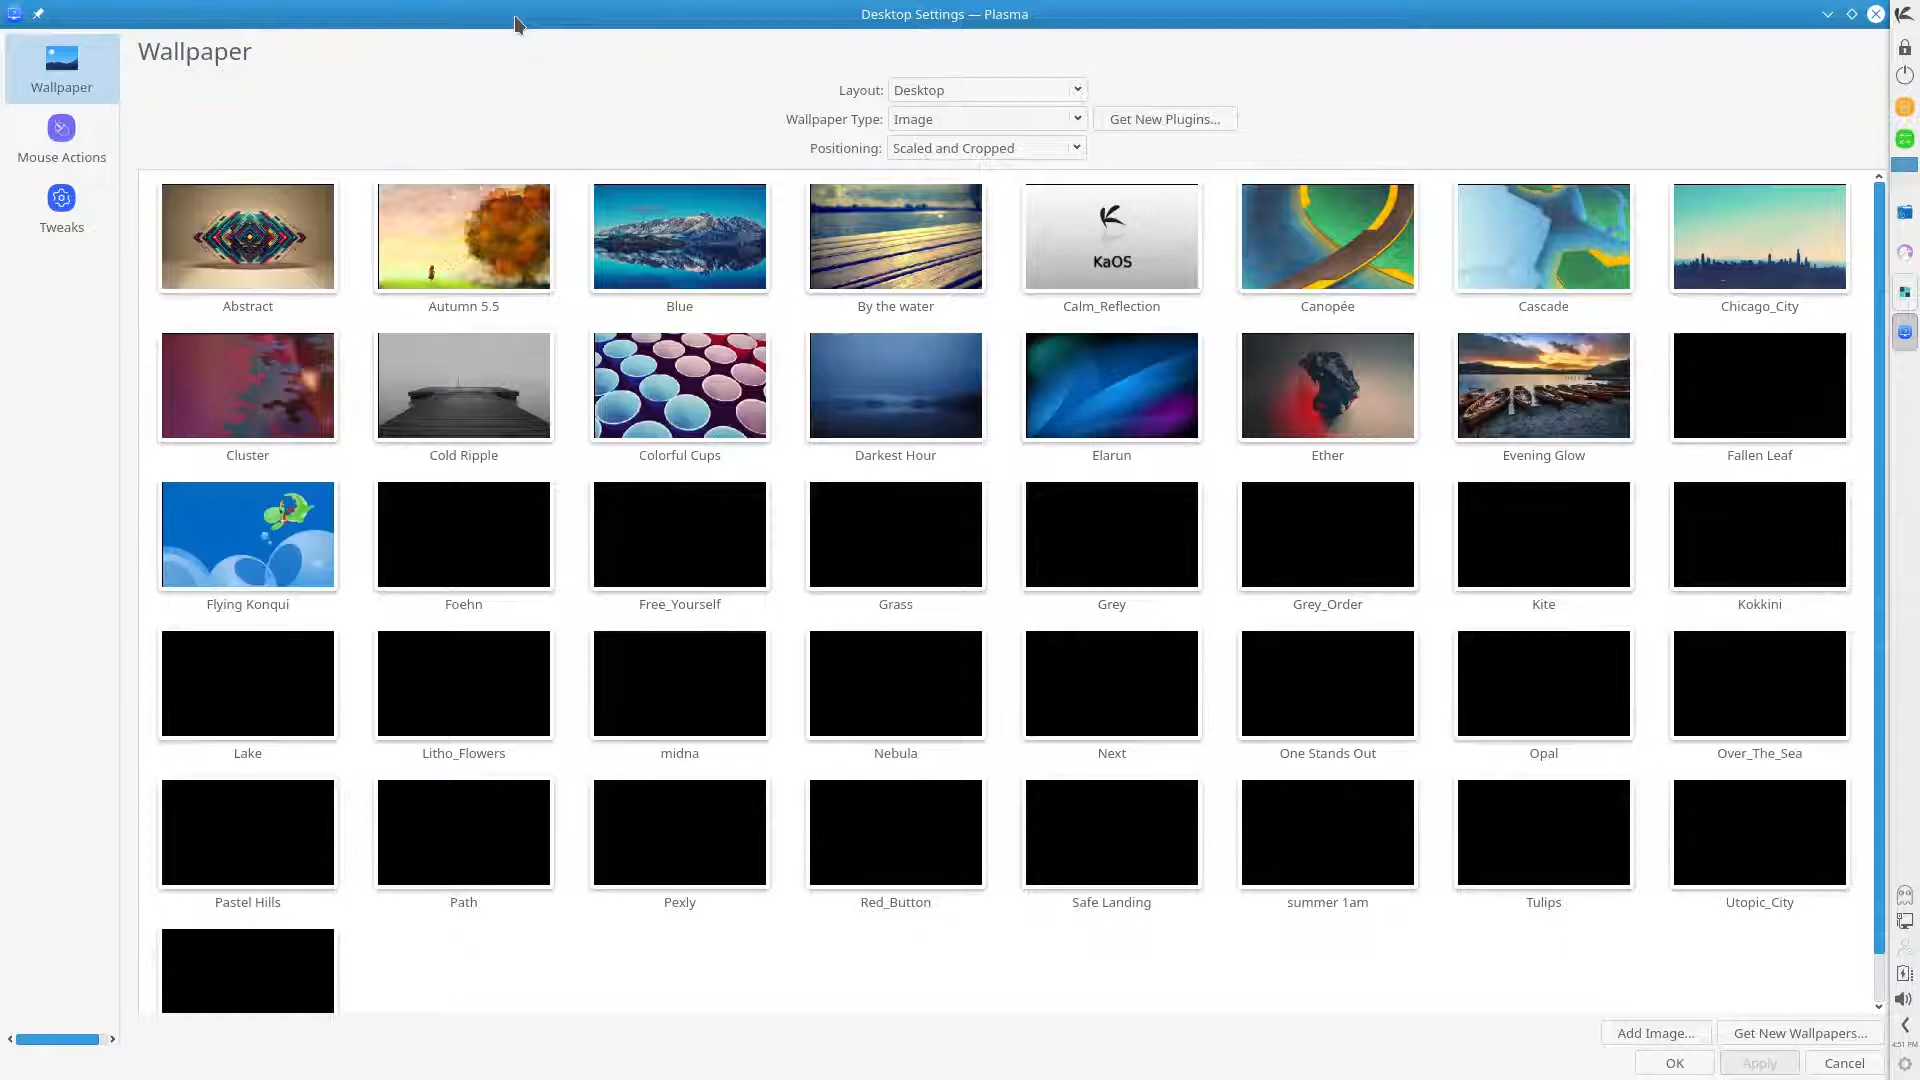 Desktop Settings — Plasma
Wallpaper
Wallpaper
Mouse Actions
Tweaks
Layout: Desktop
Wallpaper Type: Image Get New Plugins...
Positioning: Scaled and Cropped
KaOS
Abstract Autumn 5.5 Blue By the water Calm_Reflection Canopée Cascade Chicago_City
Cluster Cold Ripple Colorful Cups Darkest Hour Elarun Ether Evening Glow Fallen Leaf
Flying Konqui Foehn Free_Yourself Grass Grey Grey_Order Kite Kokkini
Lake Litho_Flowers midna Nebula Next One Stands Out Opal Over_The_Sea
Pastel Hills Path Pexly Red_Button Safe Landing summer 1am Tulips Utopic_City
Add Image... Get New Wallpapers...
OK Apply Cancel
4:51 PM